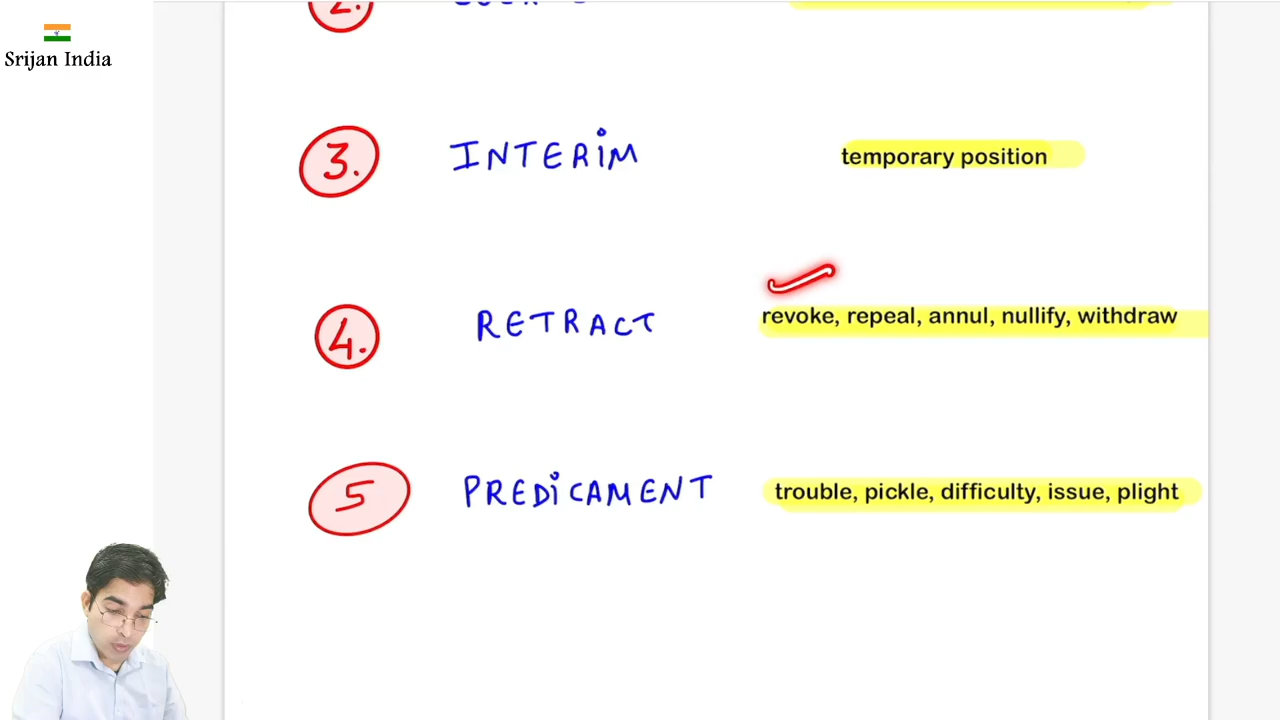 Srijan India
2.
3. INTERIM temporary position
4. RETRACT revoke, repeal, annul, nullify, withdraw
5 PREDICAMENT trouble, pickle, difficulty, issue, plight